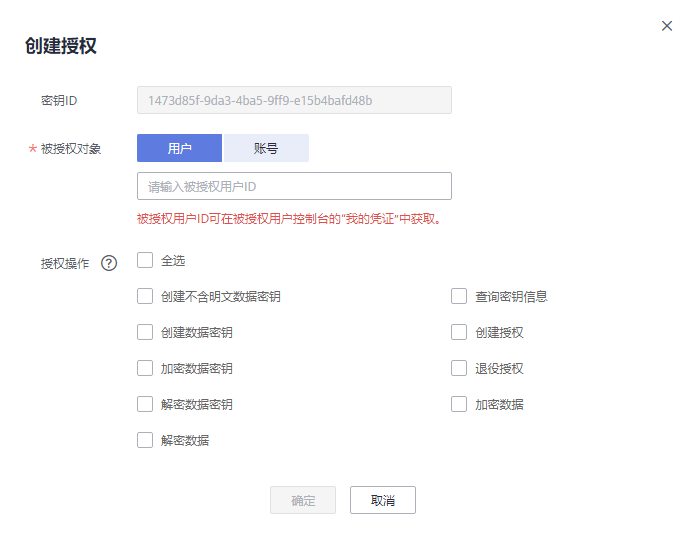 创建授权
密钥ID
1473d85f-9da3-4ba5-9ff9-e15b4bafd48b
* 被授权对象
用户
账号
请输入被授权用户ID
被授权用户ID可在被授权用户控制台的“我的凭证”中获取。
授权操作 ?
全选
创建不含明文数据密钥
查询密钥信息
创建数据密钥
创建授权
加密数据密钥
退役授权
解密数据密钥
加密数据
解密数据
确定
取消